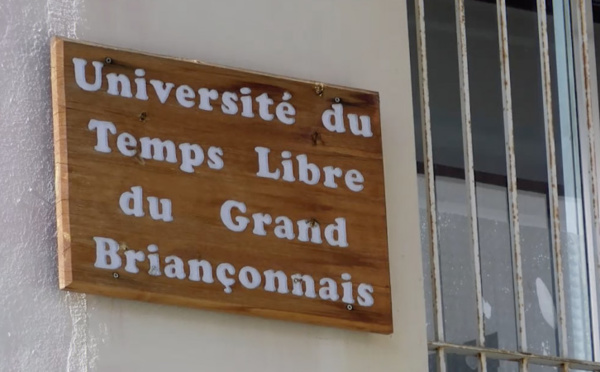 Université du
Temps Libre
du Grand
Briançonnais